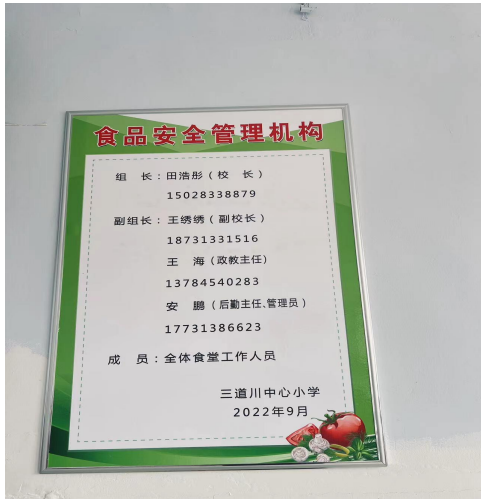 食品安全管理机构
组 长：田浩彤（校 长）
15028338879
副组长：王绣绣（副校长）
18731331516
王 海（政教主任）
13784540283
安 鹏（后勤主任、管理员）
17731386623
成 员：全体食堂工作人员
三道川中心小学
2022年9月